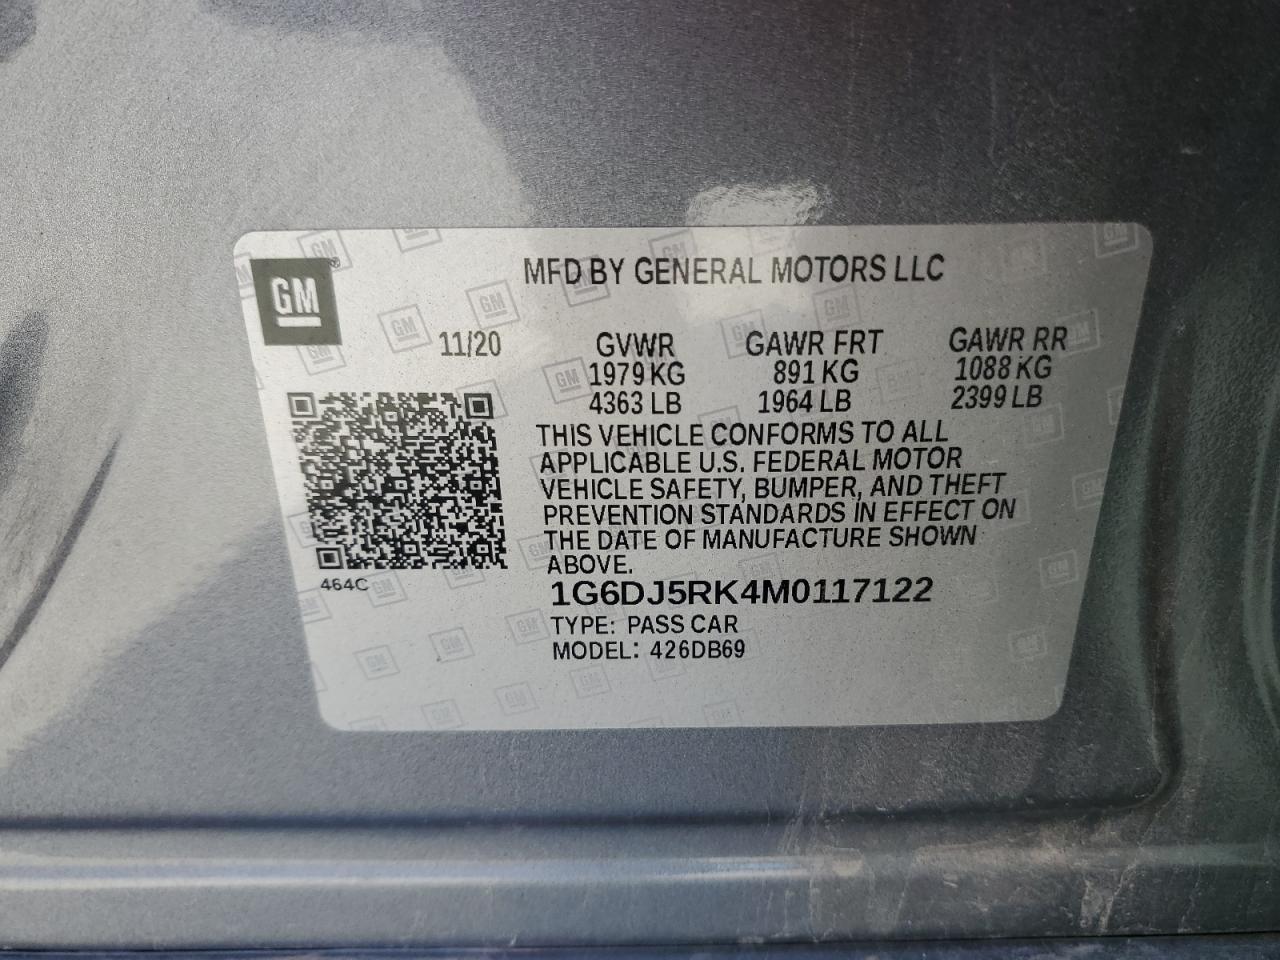 GM®
MFD BY GENERAL MOTORS LLC
11/20 GVWR GAWR FRT GAWR RR
1979 KG 891 KG 1088 KG
4363 LB 1964 LB 2399 LB
THIS VEHICLE CONFORMS TO ALL
APPLICABLE U.S. FEDERAL MOTOR
VEHICLE SAFETY, BUMPER, AND THEFT
PREVENTION STANDARDS IN EFFECT ON
THE DATE OF MANUFACTURE SHOWN
ABOVE.
464C
1G6DJ5RK4M0117122
TYPE: PASS CAR
MODEL: 426DB69